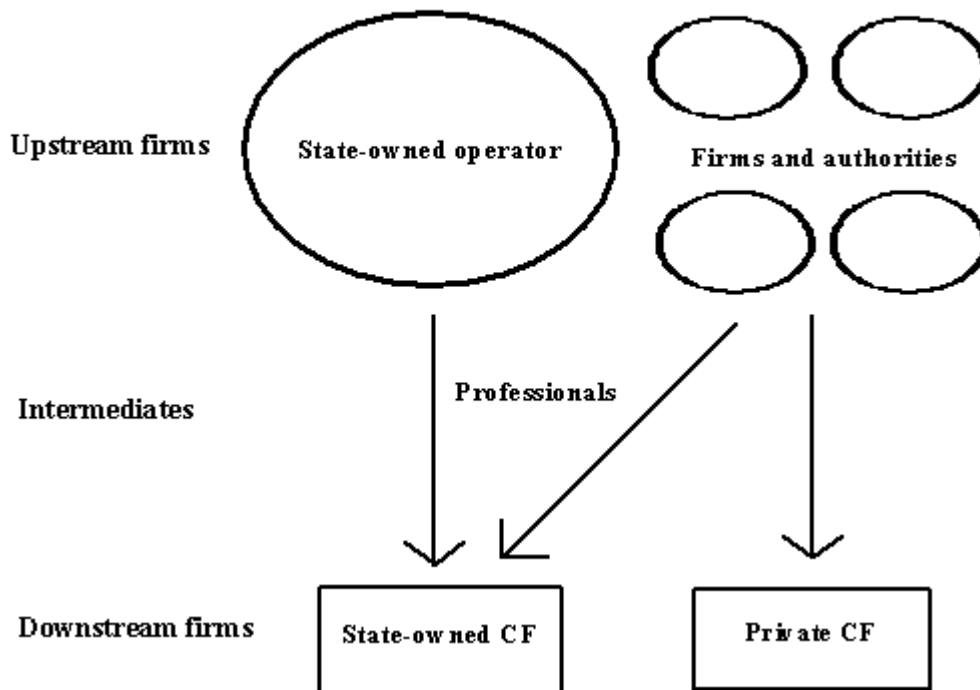 Upstream firms
State-owned operator
Firms and authorities
Intermediates
Professionals
Downstream firms
State-owned CF
Private CF